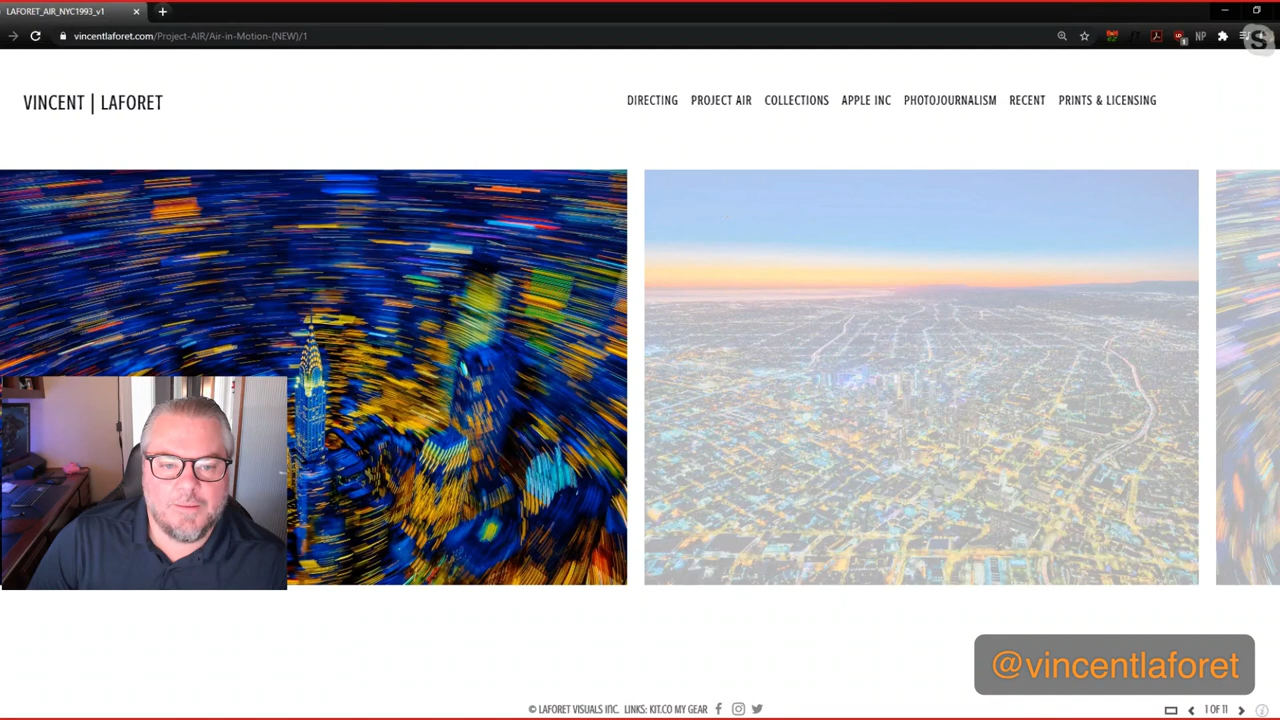 LAFORET_AIR_NYC1993_v1
vincentlaforet.com/Project-AIR/Air-in-Motion-(NEW)/1
NP
VINCENT | LAFORET
DIRECTING PROJECT AIR COLLECTIONS APPLE INC PHOTOJOURNALISM RECENT PRINTS & LICENSING
@vincentlaforet
© LAFORET VISUALS INC. LINKS: KIT.CO MY GEAR
1 OF 11